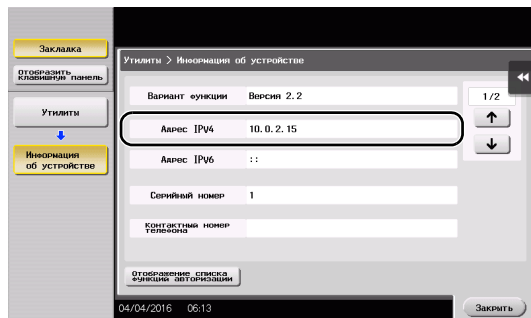 Закладка
Отобразить
клавишную панель
Утилиты
Информация
об устройстве
Утилиты > Информация об устройстве
Вариант функции Версия 2.2
1/2
Адрес IPv4 10.0.2.15
Адрес IPv6 ::
Серийный номер 1
Контактный номер
телефона
Отображение списка
функций авторизации
04/04/2016 06:13
Закрыть